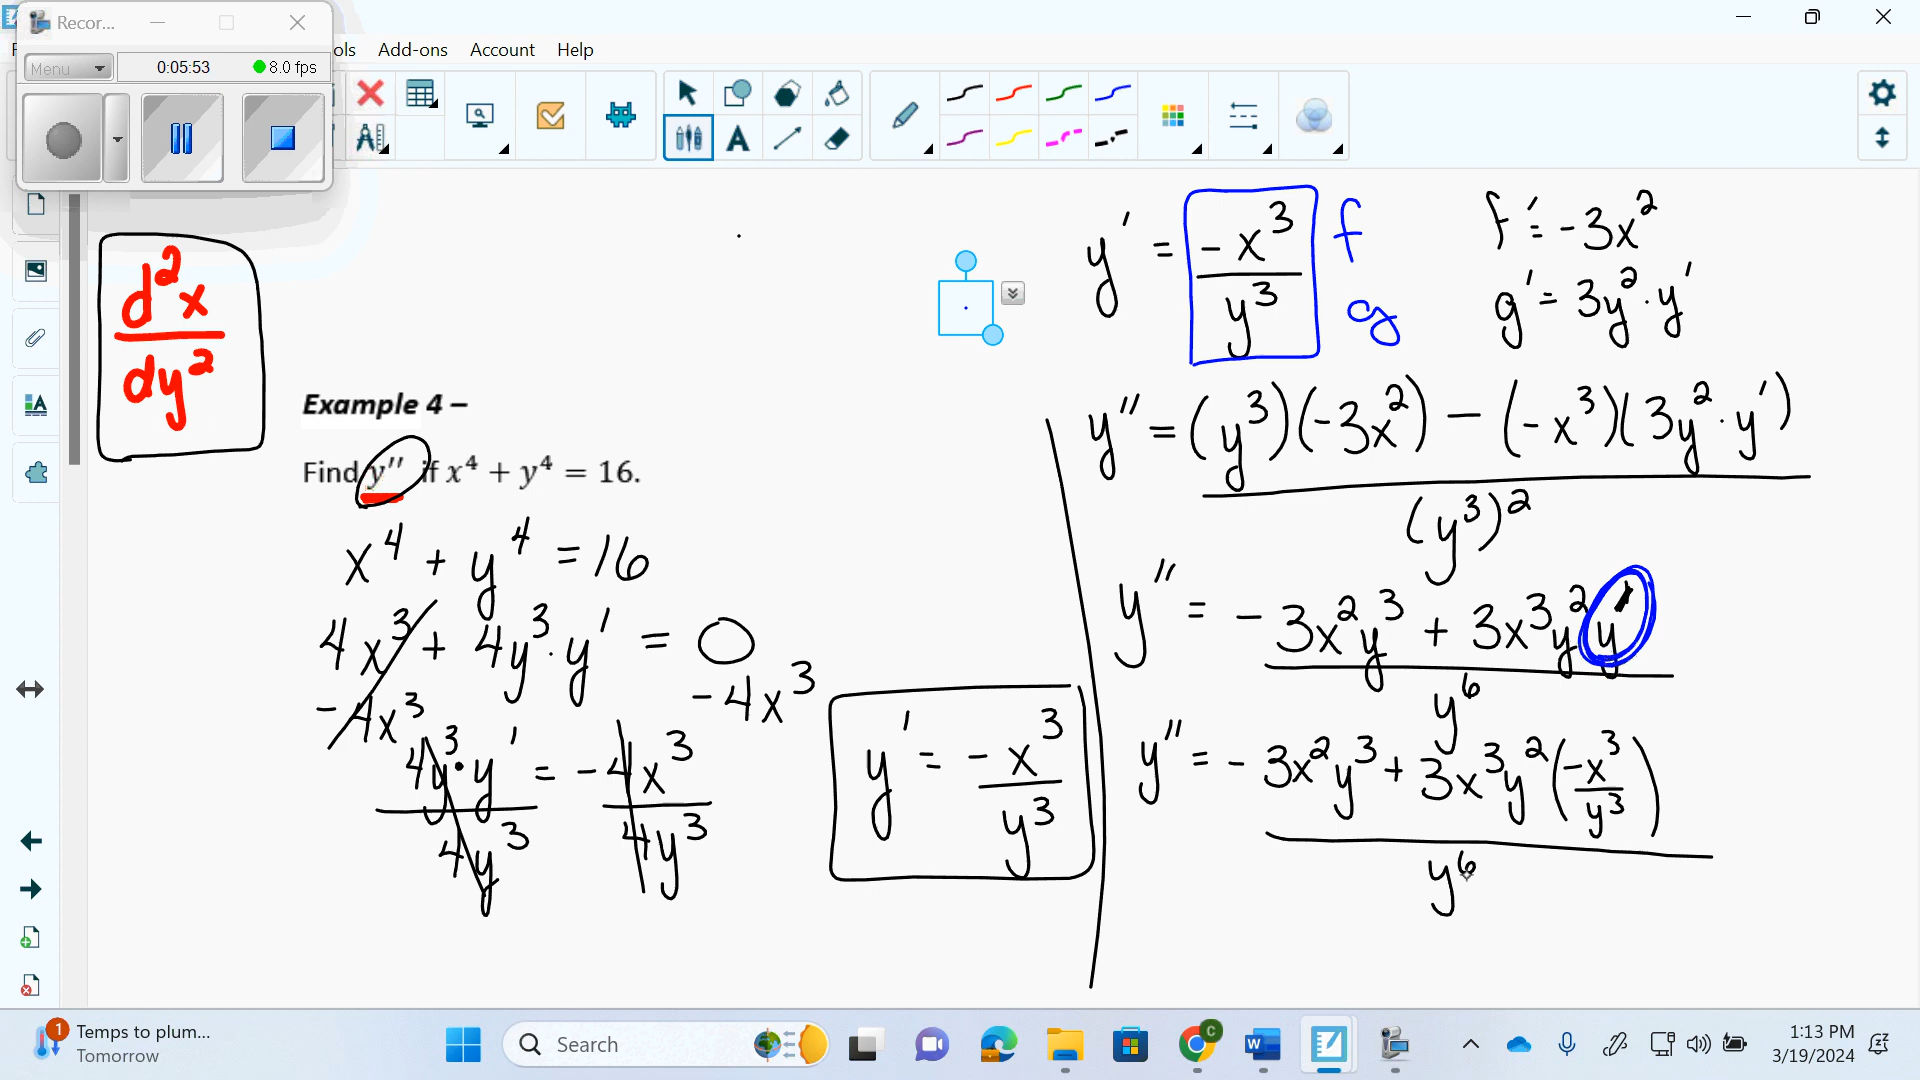 Recor...
Menu
0:05:53
8.0 fps
ols Add-ons Account Help
d²x
dy²
Example 4 –
Find y″ if x⁴ + y⁴ = 16.
x⁴ + y⁴ = 16
4x³ + 4y³ · y′ = 0
-4x³ -4x³
4y³ · y′ = -4x³
4y³ 4y³
y′ = -x³
y³
y′ = -x³ f
y³ g
f′ = -3x²
g′ = 3y² · y′
y″ = (y³)(-3x²) - (-x³)(3y² · y′)
(y³)²
y″ = -3x²y³ + 3x³y²y′
y⁶
y″ = -3x²y³ + 3x³y²(-x³/y³)
y⁶
1
Temps to plum...
Tomorrow
Search
C
1:13 PM
3/19/2024